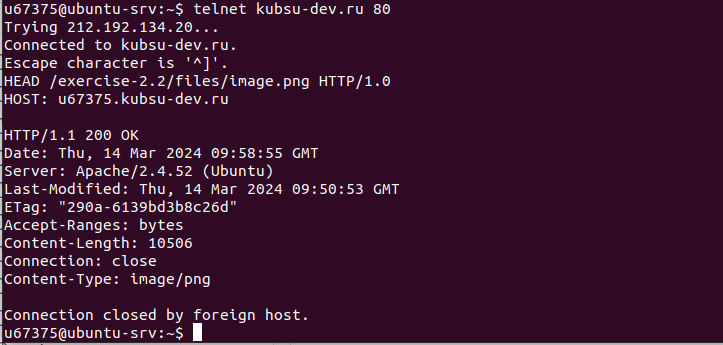 u67375@ubuntu-srv:~$ telnet kubsu-dev.ru 80
Trying 212.192.134.20...
Connected to kubsu-dev.ru.
Escape character is '^]'.
HEAD /exercise-2.2/files/image.png HTTP/1.0
HOST: u67375.kubsu-dev.ru

HTTP/1.1 200 OK
Date: Thu, 14 Mar 2024 09:58:55 GMT
Server: Apache/2.4.52 (Ubuntu)
Last-Modified: Thu, 14 Mar 2024 09:50:53 GMT
ETag: "290a-6139bd3b8c26d"
Accept-Ranges: bytes
Content-Length: 10506
Connection: close
Content-Type: image/png

Connection closed by foreign host.
u67375@ubuntu-srv:~$